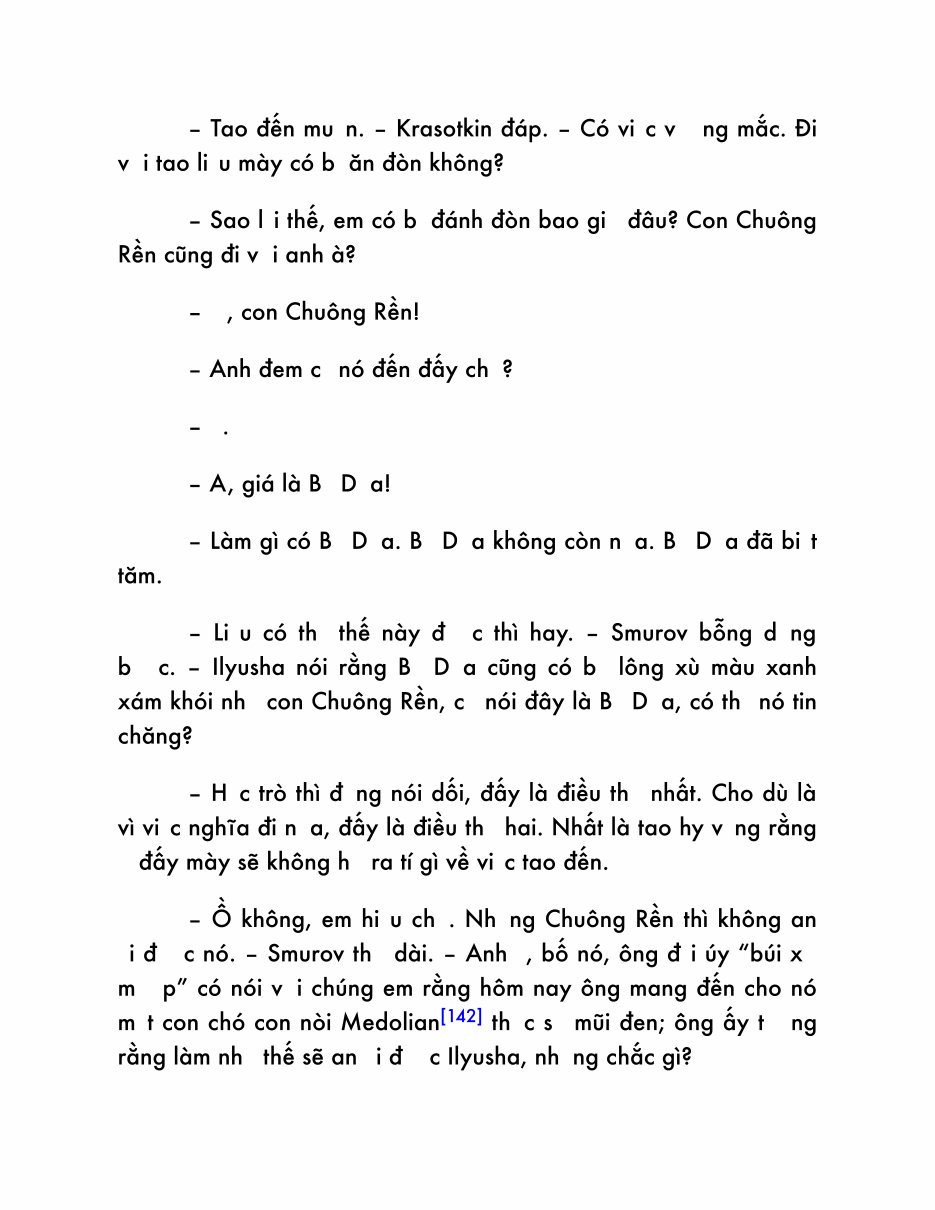 – Tao đến mu n. – Krasotkin đáp. – Có vi c v  ng mắc. Đi
v i tao li u mày có b ăn đòn không?
– Sao l i thế, em có b đánh đòn bao gi  đâu? Con Chuông
Rền cũng đi v i anh à?
–  , con Chuông Rền!
– Anh đem c  nó đến đấy ch ?
–  .
– A, giá là B  D a!
– Làm gì có B  D a. B  D a không còn n a. B  D a đã bi t
tăm.
– Li u có th  thế này đ  c thì hay. – Smurov bỗng d ng
b  c. – Ilyusha nói rằng B  D a cũng có b  lông xù màu xanh
xám khói nh  con Chuông Rền, c  nói đây là B  D a, có th  nó tin
chăng?
– H c trò thì đ ng nói dối, đấy là điều th  nhất. Cho dù là
vì vi c nghĩa đi n a, đấy là điều th  hai. Nhất là tao hy v ng rằng
đấy mày sẽ không h  ra tí gì về vi c tao đến.
– Ồ không, em hi u ch . Nh ng Chuông Rền thì không an
i đ  c nó. – Smurov th  dài. – Anh  , bố nó, ông đ i úy “búi x 
m  p” có nói v i chúng em rằng hôm nay ông mang đến cho nó
m t con chó con nòi Medolian[142] th c s  mũi đen; ông ấy t  ng
rằng làm nh  thế sẽ an  i đ  c Ilyusha, nh ng chắc gì?